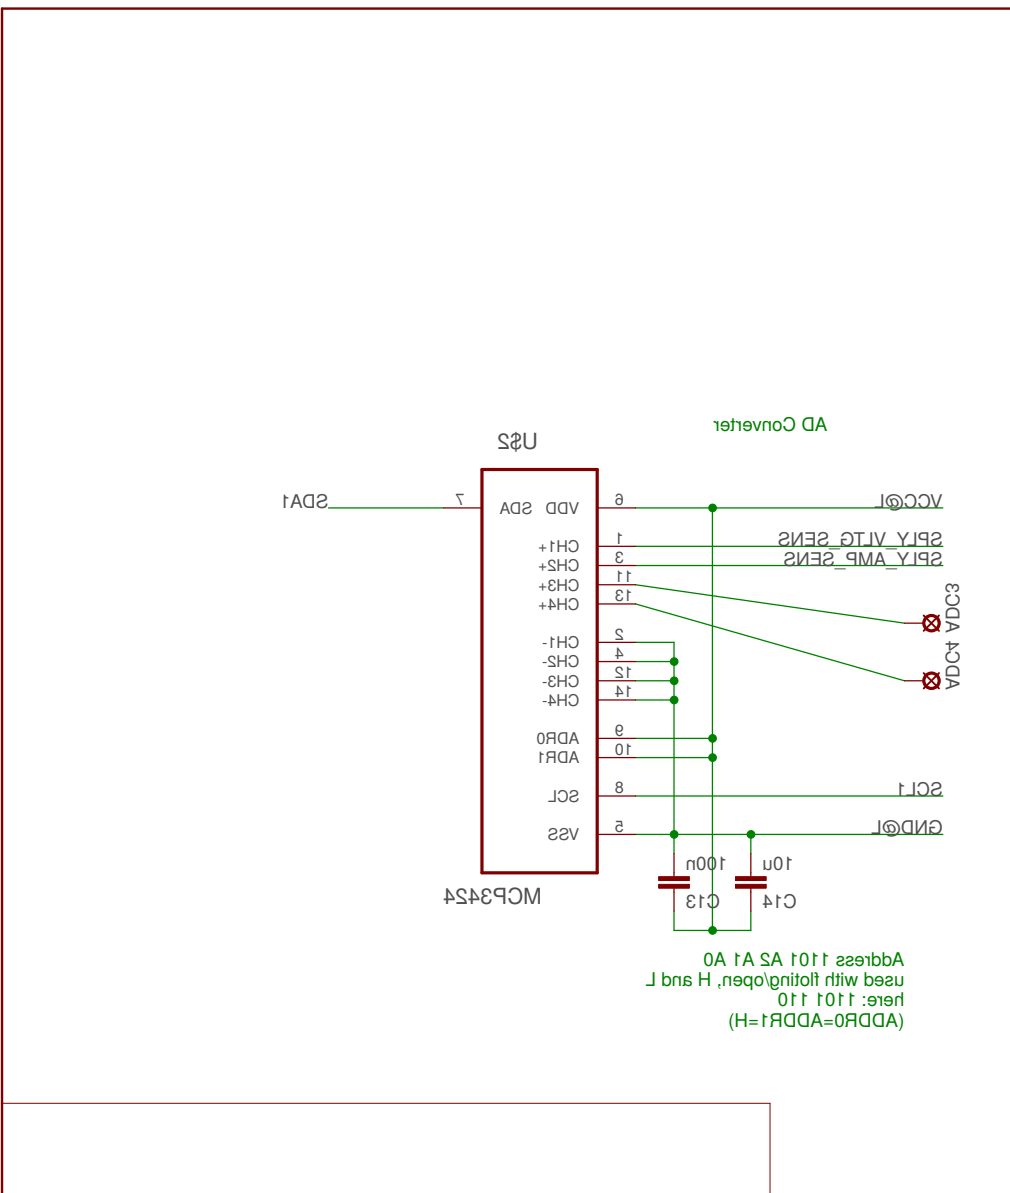 AD Converter
U$2
SDA1
7
SDA
VDD
6
VCC@L
CH1+
1
SPLY_VLTG_SENS
CH2+
3
SPLY_AMP_SENS
CH3+
11
ADC3
CH4+
13
ADC4
CH1-
2
CH2-
4
CH3-
12
CH4-
14
ADR0
9
ADR1
10
SCL
8
SCL1
VSS
5
GND@L
100n
10u
C13
C14
MCP3424
Address 1101 A2 A1 A0
used with floting/open, H and L
here: 1101 110
(ADDR0=ADDR1=H)